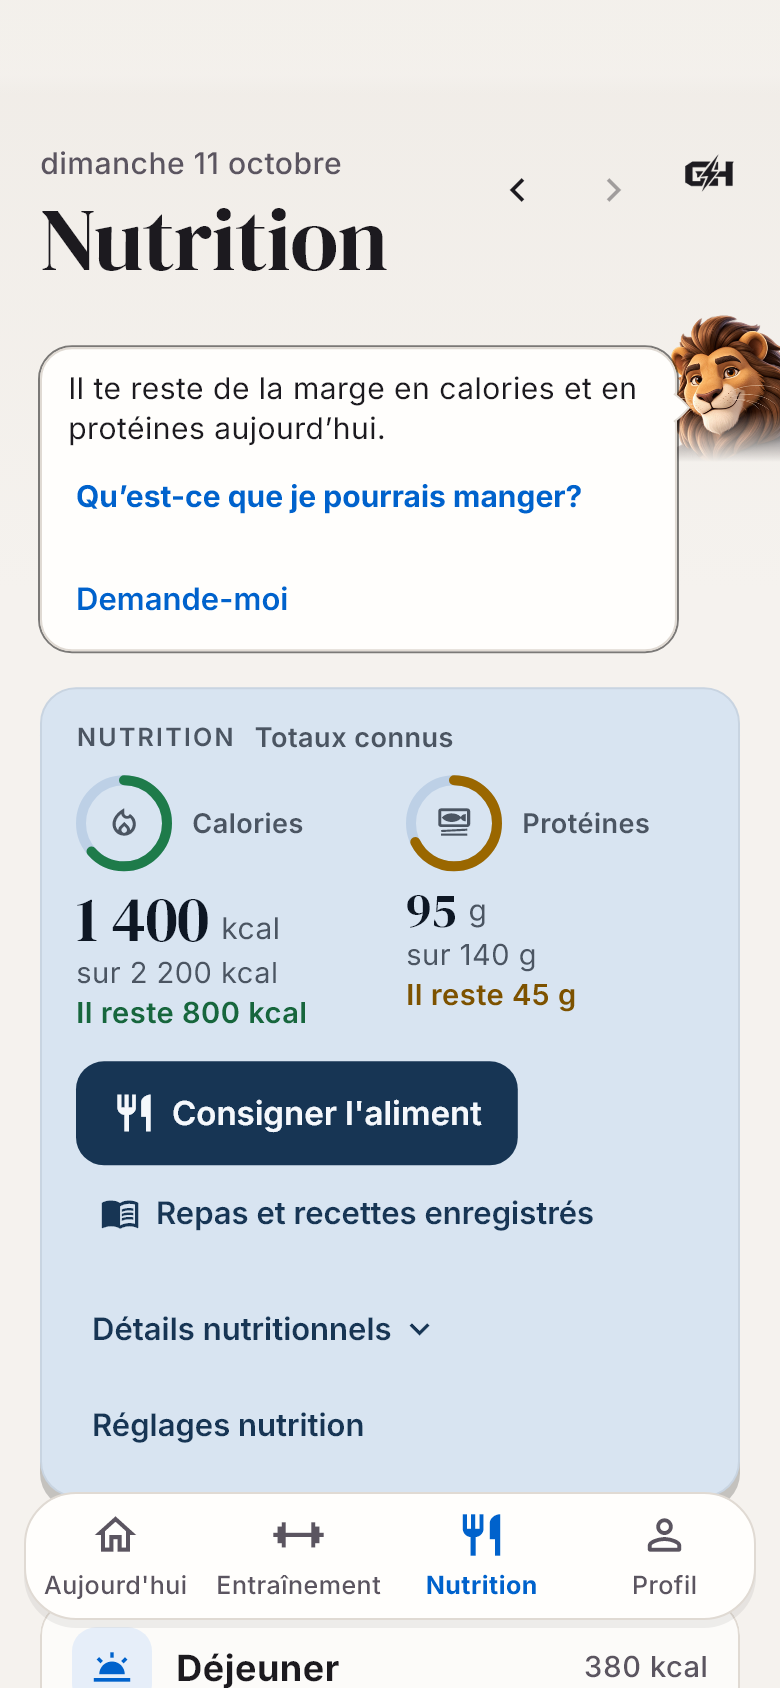 dimanche 11 octobre
GH
Nutrition
Il te reste de la marge en calories et en
protéines aujourd’hui.
Qu’est-ce que je pourrais manger?
Demande-moi
NUTRITION Totaux connus
Calories
Protéines
1 400 kcal
sur 2 200 kcal
Il reste 800 kcal
95 g
sur 140 g
Il reste 45 g
Consigner l'aliment
Repas et recettes enregistrés
Détails nutritionnels
Réglages nutrition
Aujourd'hui
Entraînement
Nutrition
Profil
Déjeuner
380 kcal